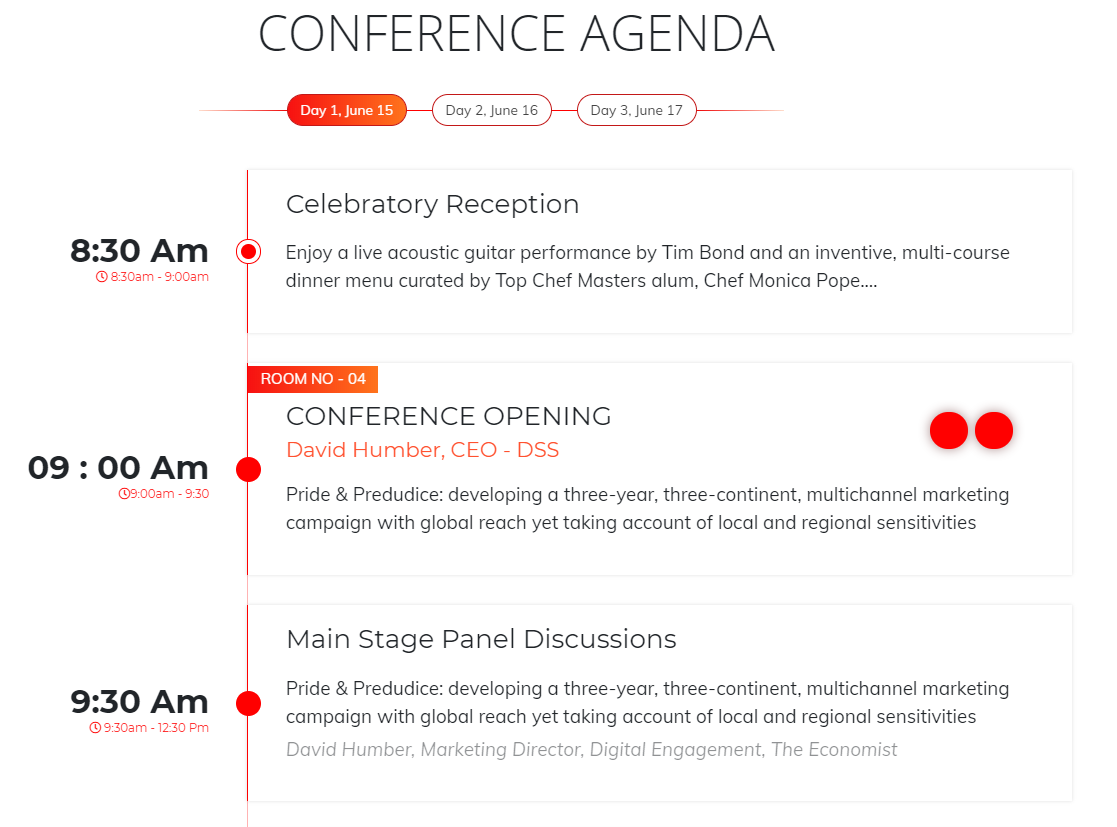 CONFERENCE AGENDA
Day 1, June 15
Day 2, June 16
Day 3, June 17
Celebratory Reception
8:30 Am
8:30am - 9:00am
Enjoy a live acoustic guitar performance by Tim Bond and an inventive, multi-course
dinner menu curated by Top Chef Masters alum, Chef Monica Pope....
ROOM NO - 04
CONFERENCE OPENING
David Humber, CEO - DSS
09 : 00 Am
9:00am - 9:30
Pride & Predudice: developing a three-year, three-continent, multichannel marketing
campaign with global reach yet taking account of local and regional sensitivities
Main Stage Panel Discussions
9:30 Am
9:30am - 12:30 Pm
Pride & Predudice: developing a three-year, three-continent, multichannel marketing
campaign with global reach yet taking account of local and regional sensitivities
David Humber, Marketing Director, Digital Engagement, The Economist